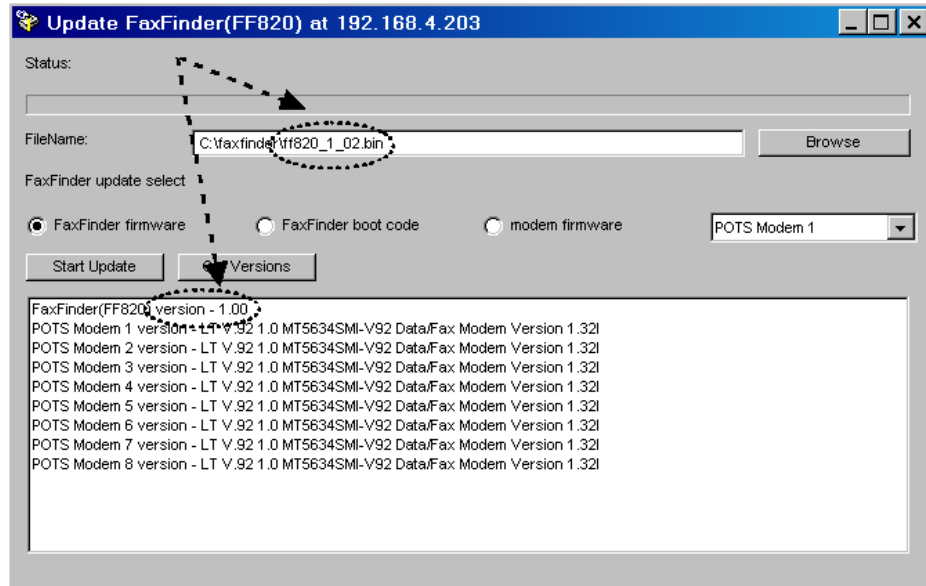 Update FaxFinder(FF820) at 192.168.4.203
Status:
FileName:
C:\faxfinder\ff820_1_02.bin
Browse
FaxFinder update select
FaxFinder firmware
FaxFinder boot code
modem firmware
POTS Modem 1
Start Update
Versions
FaxFinder(FF820) version - 1.00
POTS Modem 1 version - LT V.92 1.0 MT5634SMI-V92 Data/Fax Modem Version 1.32I
POTS Modem 2 version - LT V.92 1.0 MT5634SMI-V92 Data/Fax Modem Version 1.32I
POTS Modem 3 version - LT V.92 1.0 MT5634SMI-V92 Data/Fax Modem Version 1.32I
POTS Modem 4 version - LT V.92 1.0 MT5634SMI-V92 Data/Fax Modem Version 1.32I
POTS Modem 5 version - LT V.92 1.0 MT5634SMI-V92 Data/Fax Modem Version 1.32I
POTS Modem 6 version - LT V.92 1.0 MT5634SMI-V92 Data/Fax Modem Version 1.32I
POTS Modem 7 version - LT V.92 1.0 MT5634SMI-V92 Data/Fax Modem Version 1.32I
POTS Modem 8 version - LT V.92 1.0 MT5634SMI-V92 Data/Fax Modem Version 1.32I